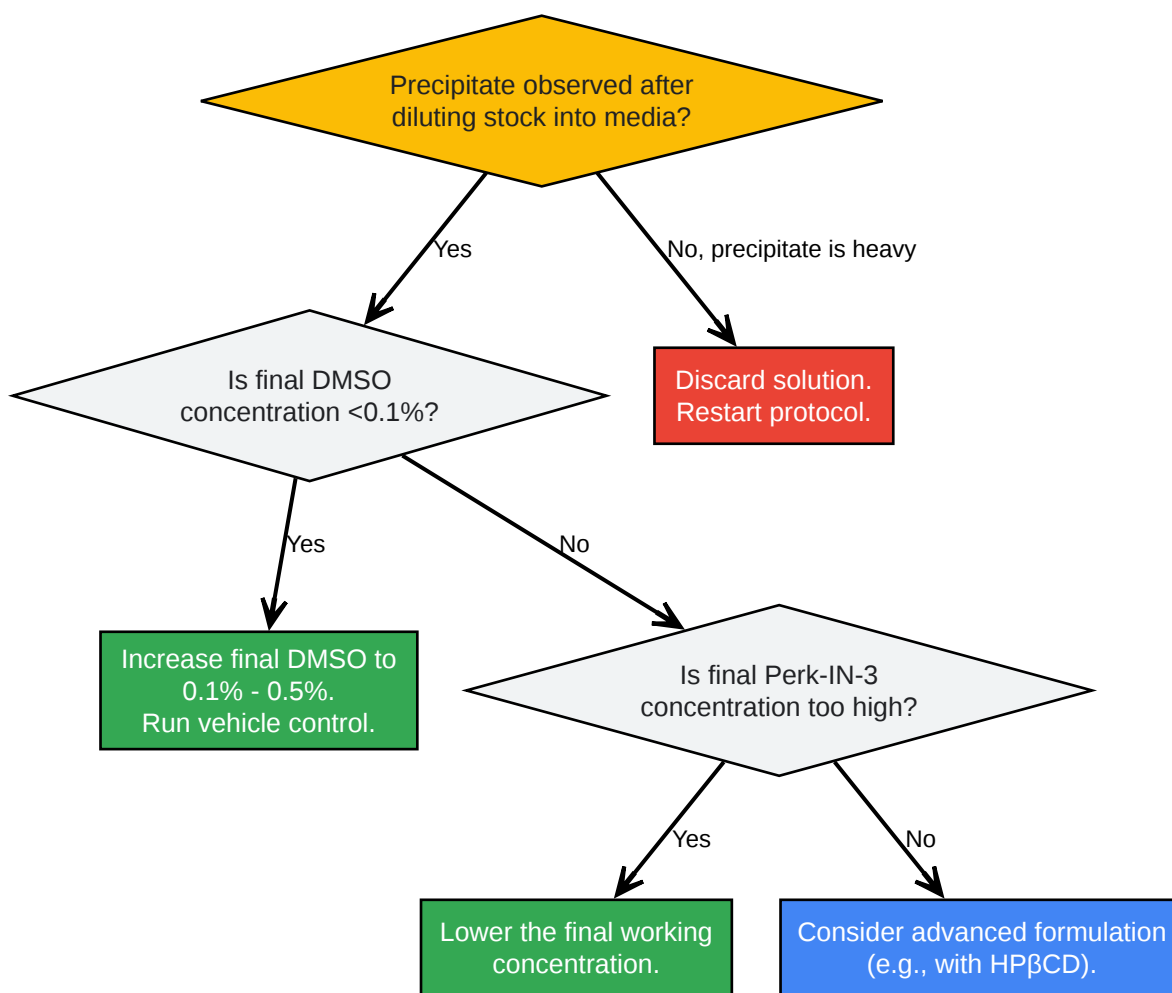 Precipitate observed after
diluting stock into media?
Yes
No, precipitate is heavy
Is final DMSO
concentration <0.1%?
Discard solution.
Restart protocol.
Yes
No
Increase final DMSO to
0.1% - 0.5%.
Run vehicle control.
Is final Perk-IN-3
concentration too high?
Yes
No
Lower the final working
concentration.
Consider advanced formulation
(e.g., with HPβCD).